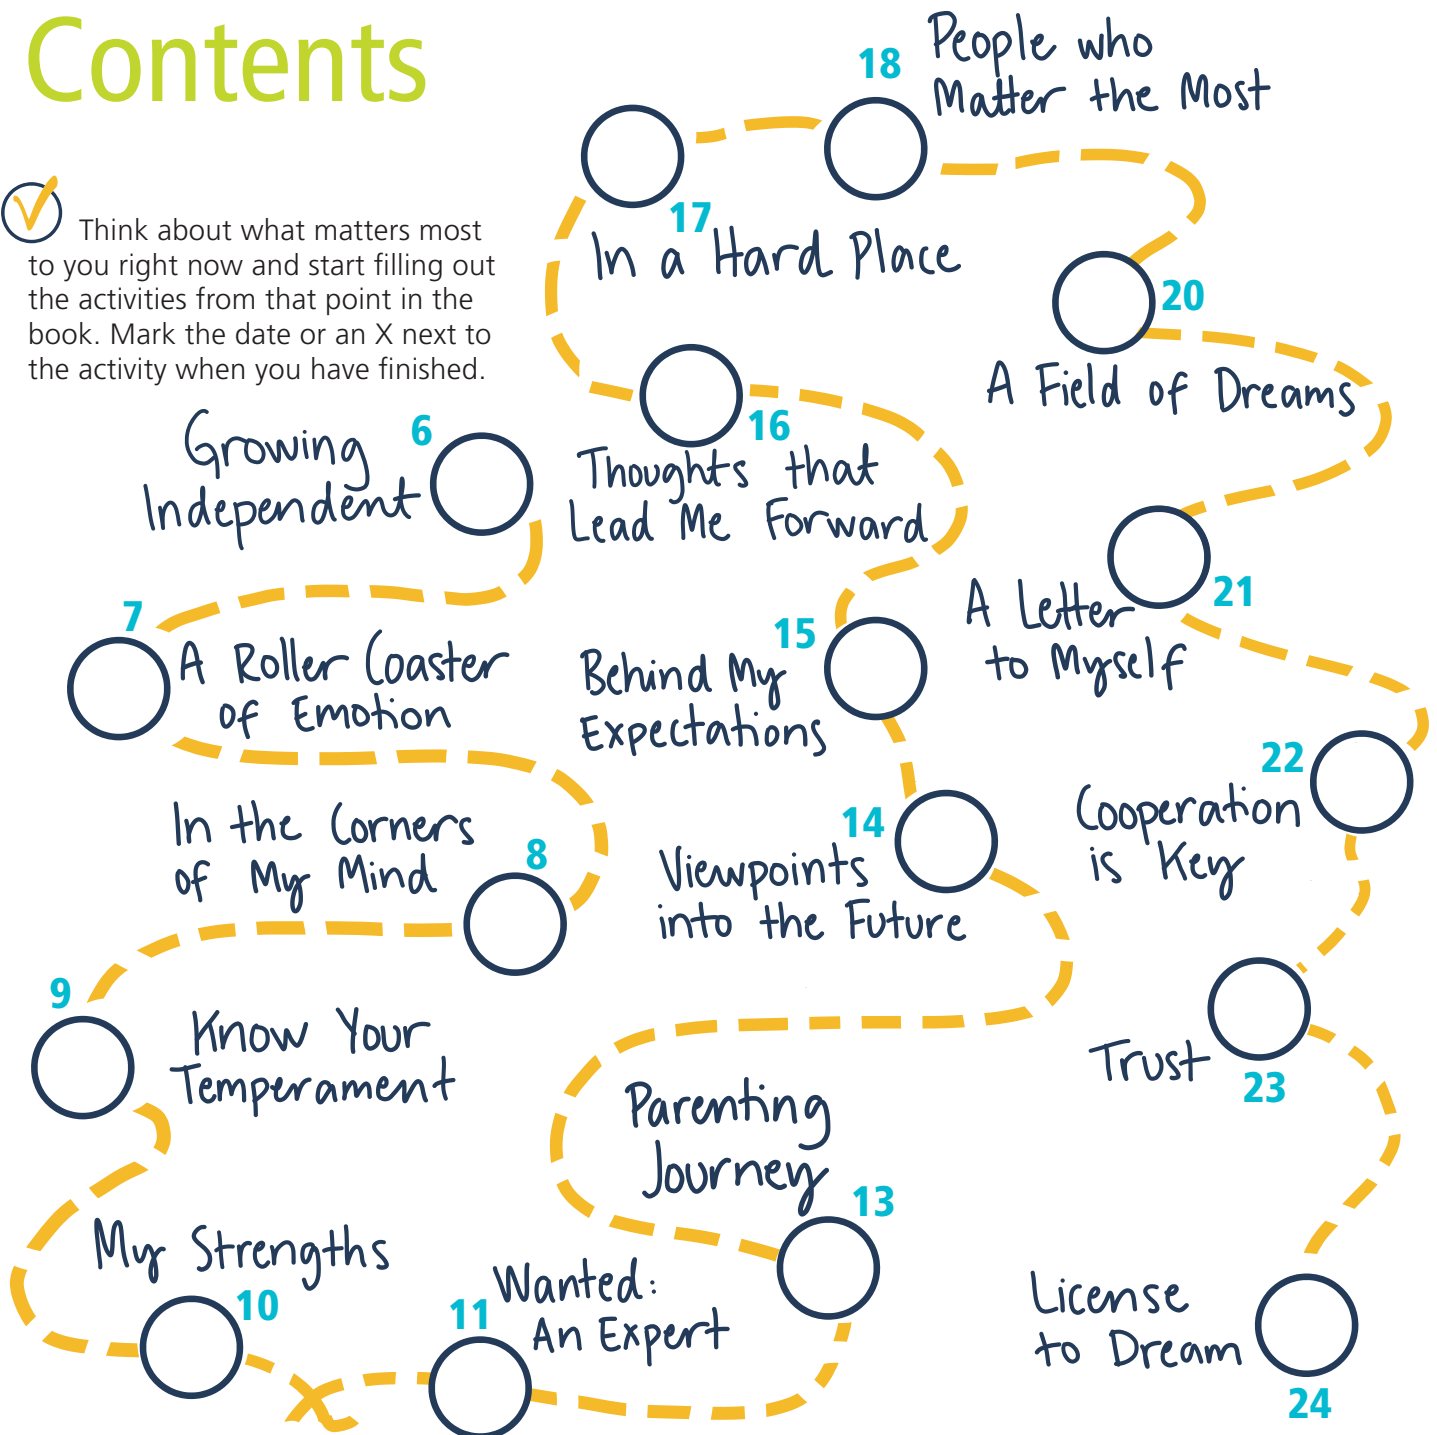 Contents
Think about what matters most
to you right now and start filling out
the activities from that point in the
book. Mark the date or an X next to
the activity when you have finished.
6
Growing
Independent
7
A Roller Coaster
of Emotion
8
In the Corners
of My Mind
9
Know Your
Temperament
10
My Strengths
11
Wanted:
An Expert
13
Parenting
Journey
14
Viewpoints
into the Future
15
Behind My
Expectations
16
Thoughts that
Lead Me Forward
17
In a Hard Place
18
People who
Matter the Most
20
A Field of Dreams
21
A Letter
to Myself
22
Cooperation
is Key
23
Trust
24
License
to Dream